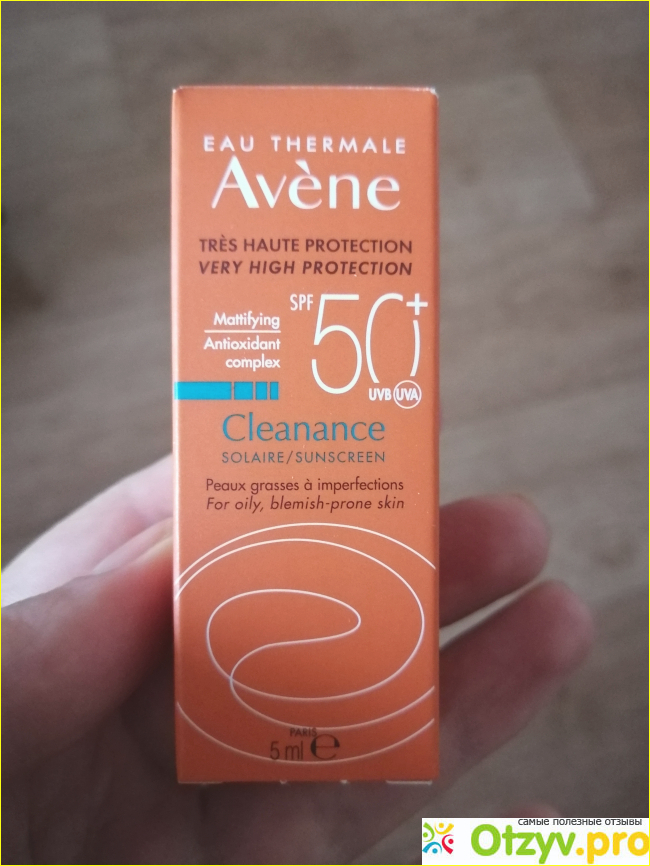 EAU THERMALE
Avène
TRÈS HAUTE PROTECTION
VERY HIGH PROTECTION
SPF 50+
Mattifying
Antioxidant
complex
UVB UVA
Cleanance
SOLAIRE/SUNSCREEN
Peaux grasses à imperfections
For oily, blemish-prone skin
PARIS
5 ml e
самые полезные отзывы
Otzyv.pro